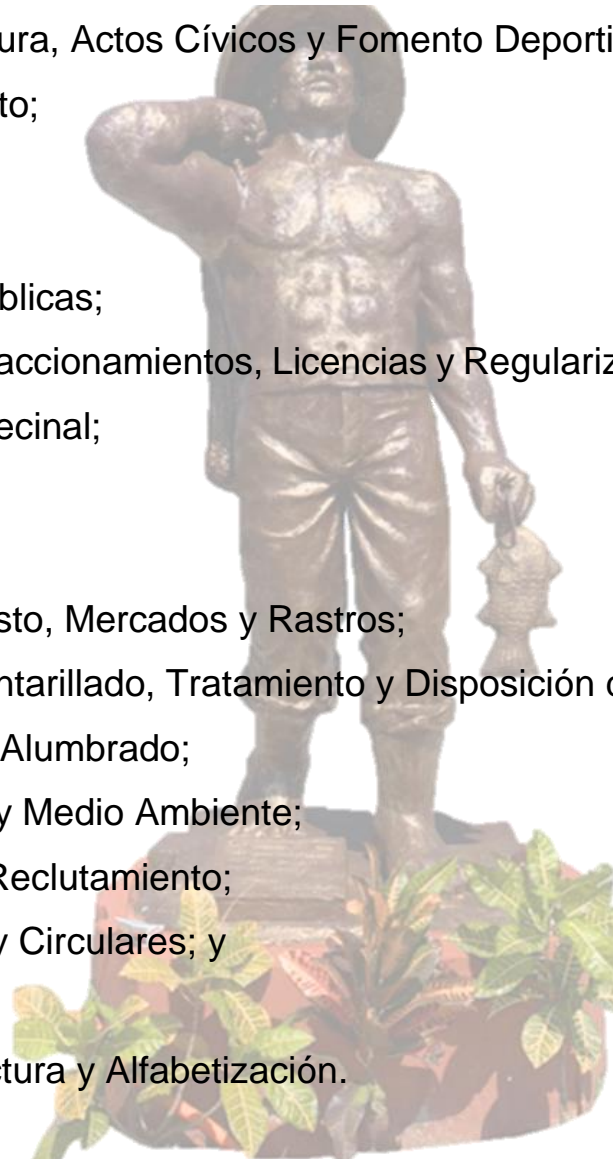 ura, Actos Cívicos y Fomento Deporti
to;
blicas;
accionamientos, Licencias y Regulariz
ecinal;
sto, Mercados y Rastros;
ntarillado, Tratamiento y Disposición
Alumbrado;
y Medio Ambiente;
Reclutamiento;
y Circulares; y
ctura y Alfabetización.